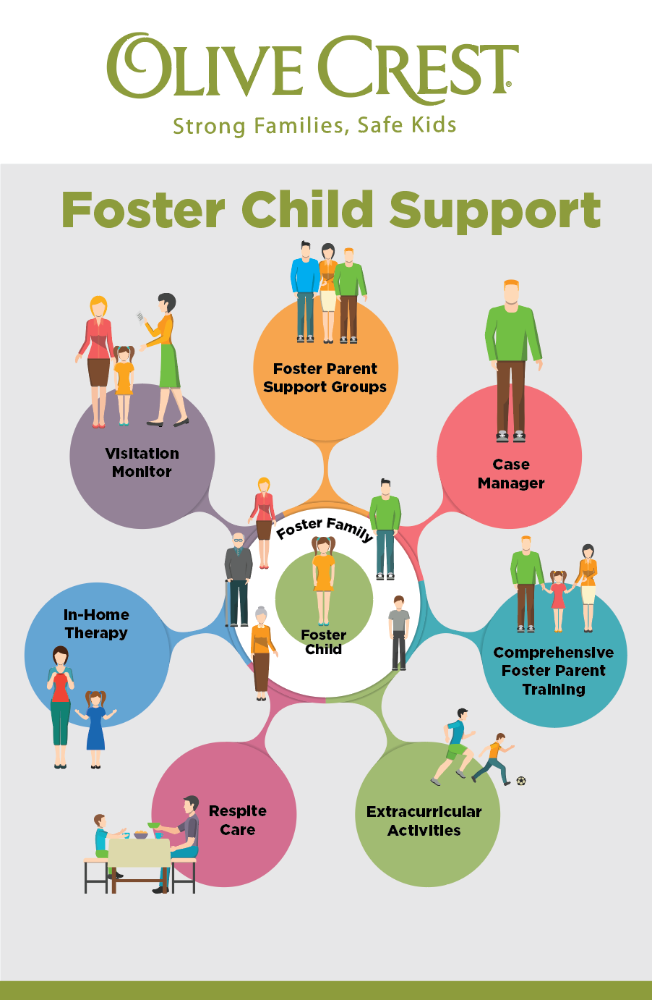 OLIVE CREST®
Strong Families, Safe Kids
Foster Child Support
Foster Parent
Support Groups
Visitation
Monitor
Case
Manager
Foster Family
Foster
Child
In-Home
Therapy
Comprehensive
Foster Parent
Training
Respite
Care
Extracurricular
Activities